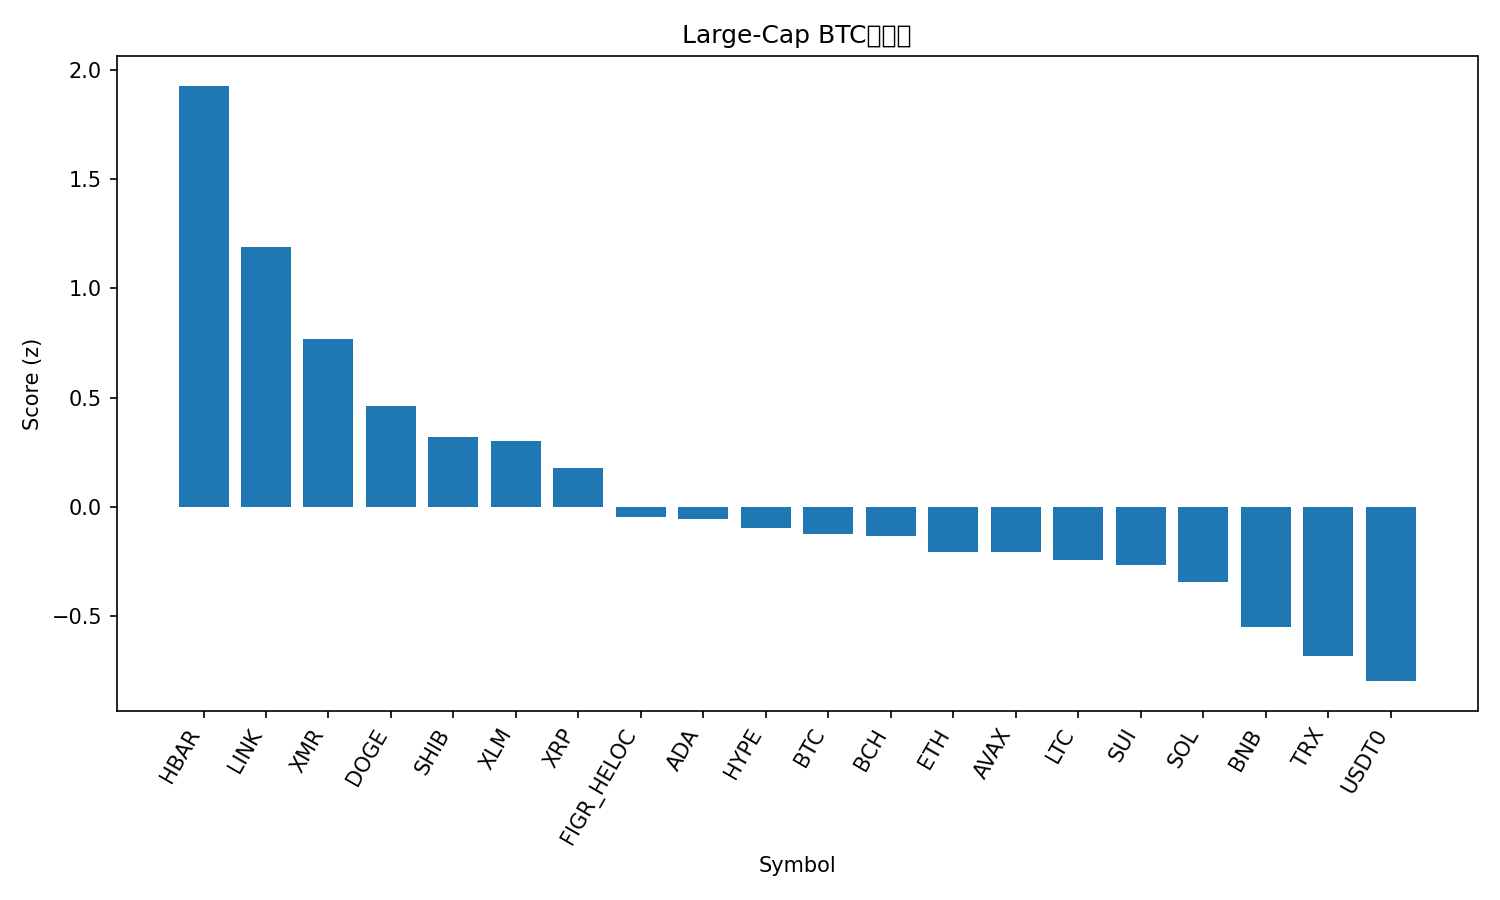 Large-Cap BTC
2.0
1.5
1.0
0.5
0.0
−0.5
Score (z)
HBAR
LINK
XMR
DOGE
SHIB
XLM
XRP
FIGR_HELOC
ADA
HYPE
BTC
BCH
ETH
AVAX
LTC
SUI
SOL
BNB
TRX
USDT0
Symbol